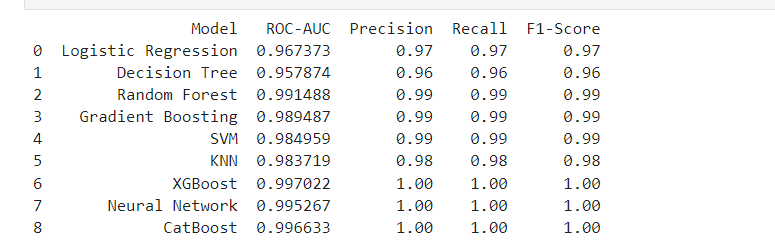 Model ROC-AUC Precision Recall F1-Score
0 Logistic Regression 0.967373 0.97 0.97 0.97
1 Decision Tree 0.957874 0.96 0.96 0.96
2 Random Forest 0.991488 0.99 0.99 0.99
3 Gradient Boosting 0.989487 0.99 0.99 0.99
4 SVM 0.984959 0.99 0.99 0.99
5 KNN 0.983719 0.98 0.98 0.98
6 XGBoost 0.997022 1.00 1.00 1.00
7 Neural Network 0.995267 1.00 1.00 1.00
8 CatBoost 0.996633 1.00 1.00 1.00